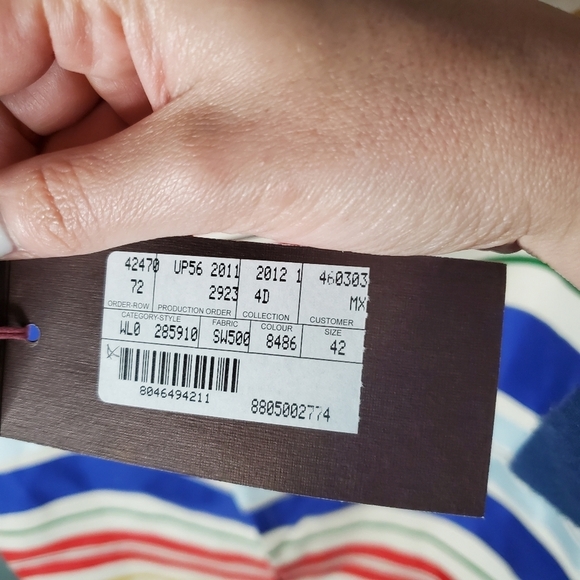 42470 UP56 2011 2012 1 460303
72 2923 4D MX
ORDER-ROW PRODUCTION ORDER COLLECTION CUSTOMER
CATEGORY-STYLE FABRIC COLOUR SIZE
WL0 285910 SW500 8486 42
8046494211
8805002774